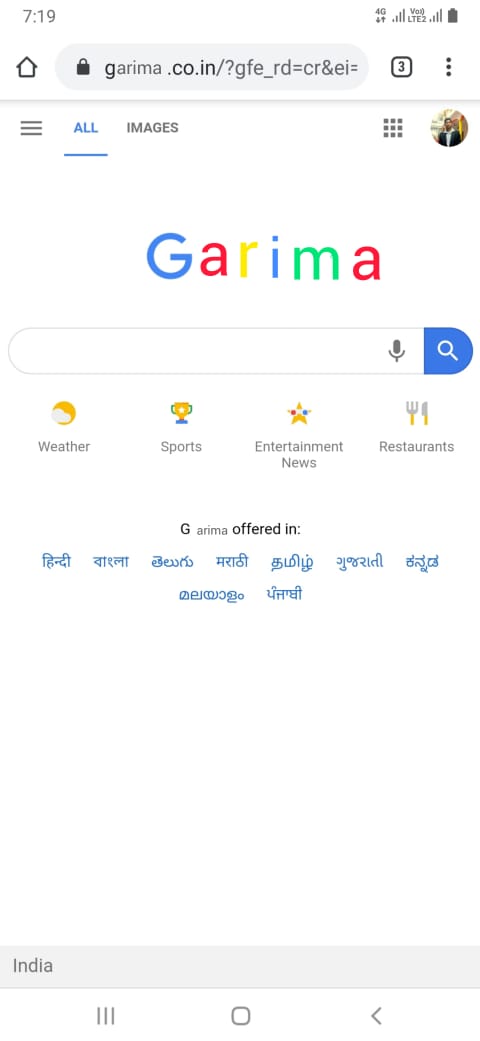 7:19 4G Vo)) LTE2
garima .co.in/?gfe_rd=cr&ei= 3
ALL IMAGES
Garima
Weather Sports Entertainment News Restaurants
G arima offered in:
हिन्दी বাংলা తెలుగు मराठी தமிழ் ગુજરાતી ಕನ್ನಡ
മലയാളം ਪੰਜਾਬੀ
India